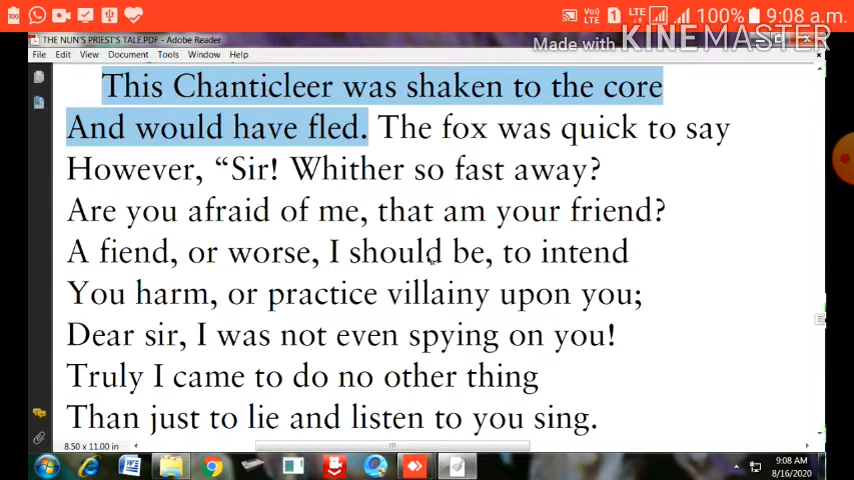 100 VoLTE 1 LTE 100% 9:08 a.m.
THE NUN'S PRIEST'S TALE.PDF - Adobe Reader
Made with KINEMASTER
File Edit View Document Tools Window Help
This Chanticleer was shaken to the core
And would have fled. The fox was quick to say
However, “Sir! Whither so fast away?
Are you afraid of me, that am your friend?
A fiend, or worse, I should be, to intend
You harm, or practice villainy upon you;
Dear sir, I was not even spying on you!
Truly I came to do no other thing
Than just to lie and listen to you sing.
8.50 x 11.00 in
9:08 AM
8/16/2020